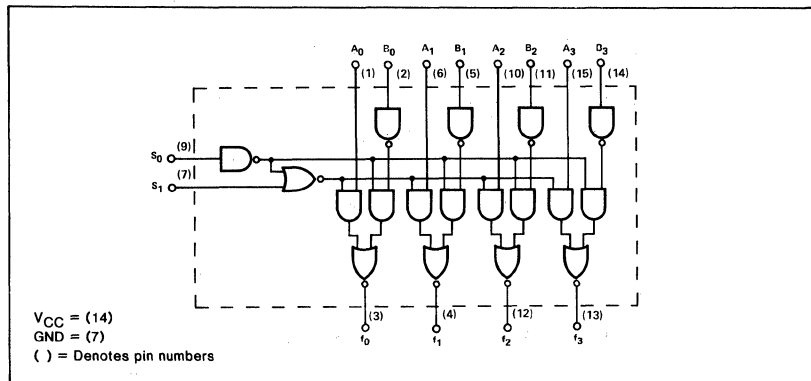 A0 B0 A1 B1 A2 B2 A3 B3
(1) (2) (6) (5) (10) (11) (15) (14)
(9)
S0
(7)
S1
(3) (4) (12) (13)
f0 f1 f2 f3
VCC = (14)
GND = (7)
( ) = Denotes pin numbers